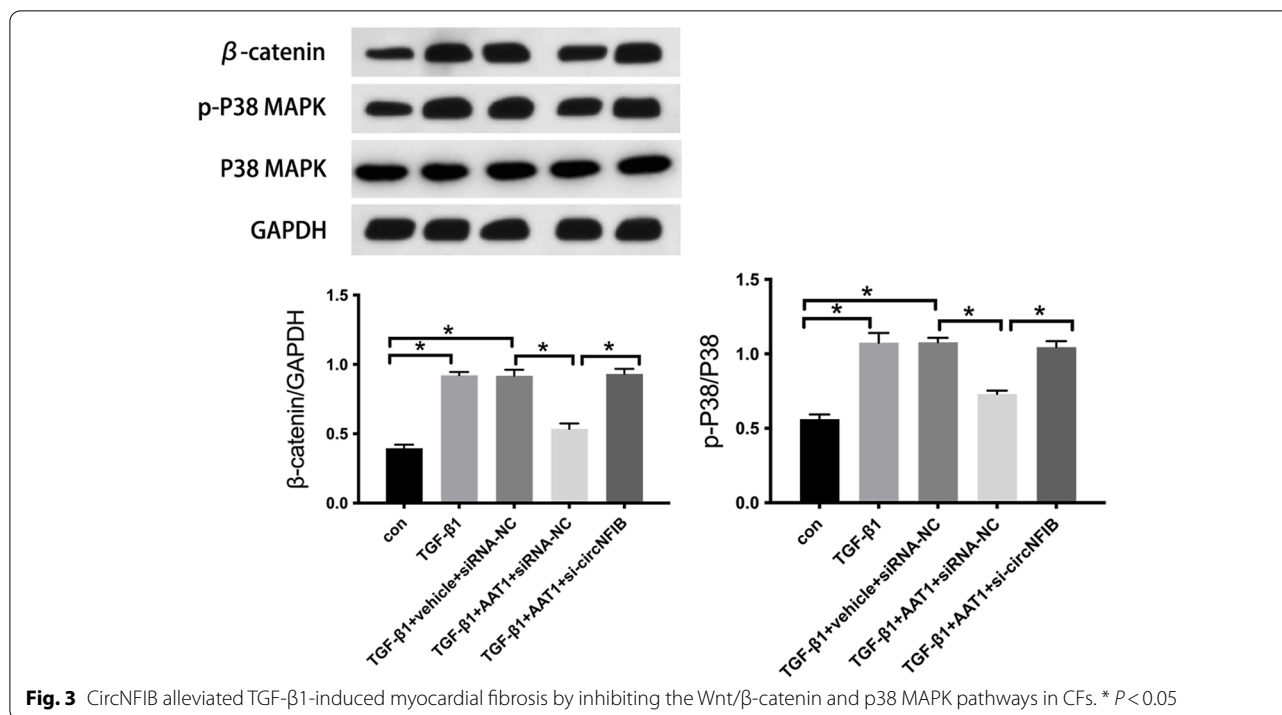 β-catenin
p-P38 MAPK
P38 MAPK
GAPDH
β-catenin/GAPDH
1.5
1.0
0.5
0.0
*
*
*
*
con
TGF-β1
TGF-β1+vehicle+siRNA-NC
TGF-β1+AAT1+siRNA-NC
TGF-β1+AAT1+si-circNFIB
p-P38/P38
1.5
1.0
0.5
0.0
*
*
*
*
con
TGF-β1
TGF-β1+vehicle+siRNA-NC
TGF-β1+AAT1+siRNA-NC
TGF-β1+AAT1+si-circNFIB
Fig. 3 CircNFIB alleviated TGF-β1-induced myocardial fibrosis by inhibiting the Wnt/β-catenin and p38 MAPK pathways in CFs. * P < 0.05